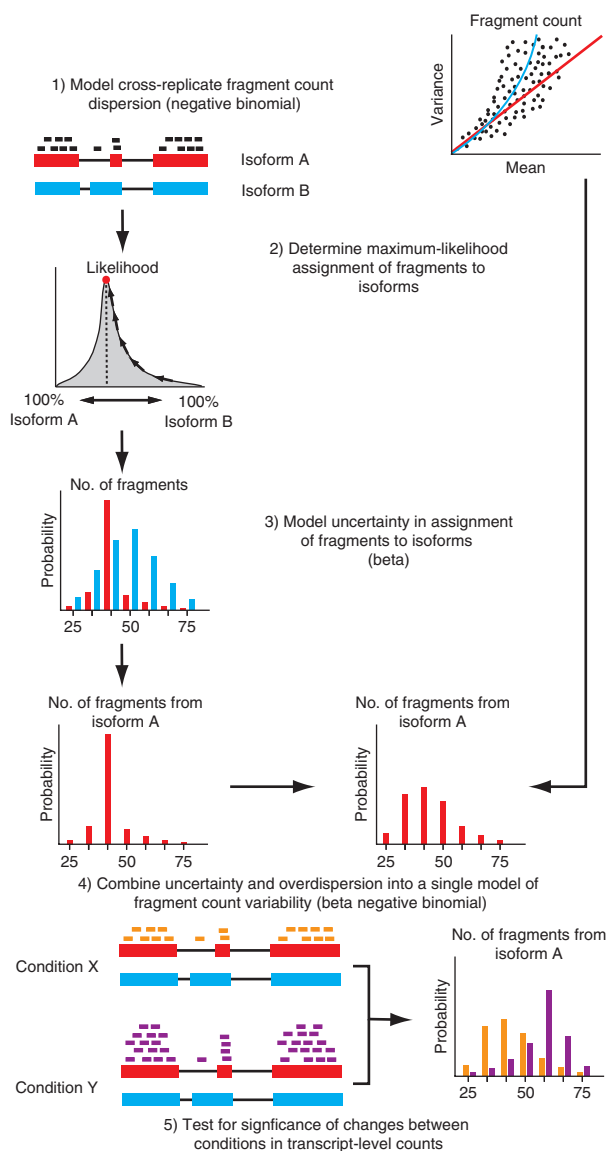 Fragment count
Variance
Mean
1) Model cross-replicate fragment count
dispersion (negative binomial)
Isoform A
Isoform B
2) Determine maximum-likelihood
assignment of fragments to
isoforms
Likelihood
100%
Isoform A
100%
Isoform B
No. of fragments
Probability
25 50 75
3) Model uncertainty in assignment
of fragments to isoforms
(beta)
No. of fragments from
isoform A
Probability
25 50 75
No. of fragments from
isoform A
Probability
25 50 75
4) Combine uncertainty and overdispersion into a single model of
fragment count variability (beta negative binomial)
Condition X
Condition Y
No. of fragments from
isoform A
Probability
25 50 75
5) Test for signficance of changes between
conditions in transcript-level counts